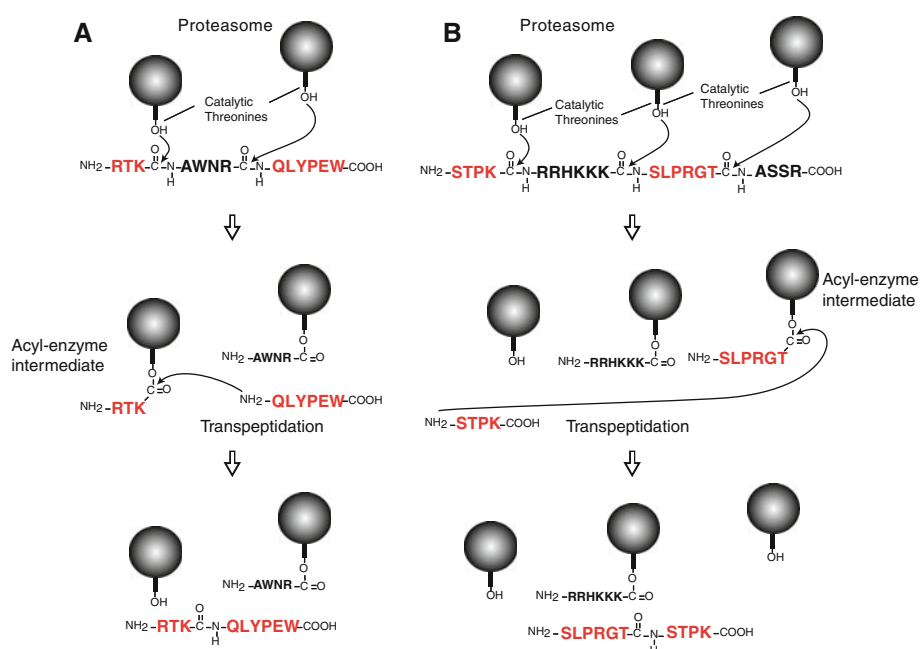 A
Proteasome
OH
Catalytic
Threonines
OH
NH2-RTK-C-N-AWNR-C-N-QLYPEW-COOH
O
H
O
H
Acyl-enzyme
intermediate
O
C=O
NH2-RTK
O
NH2-AWNR-C=O
NH2-QLYPEW-COOH
Transpeptidation
OH
O
NH2-AWNR-C=O
O
NH2-RTK-C-N-QLYPEW-COOH
H
B
Proteasome
OH
Catalytic
Threonines
OH
Catalytic
Threonines
OH
NH2-STPK-C-N-RRHKKK-C-N-SLPRGT-C-N-ASSR-COOH
O
H
O
H
O
H
Acyl-enzyme
intermediate
OH
O
NH2-RRHKKK-C=O
O
C=O
NH2-SLPRGT
NH2-STPK-COOH
Transpeptidation
OH
O
NH2-RRHKKK-C=O
OH
O
NH2-SLPRGT-C-N-STPK-COOH
H